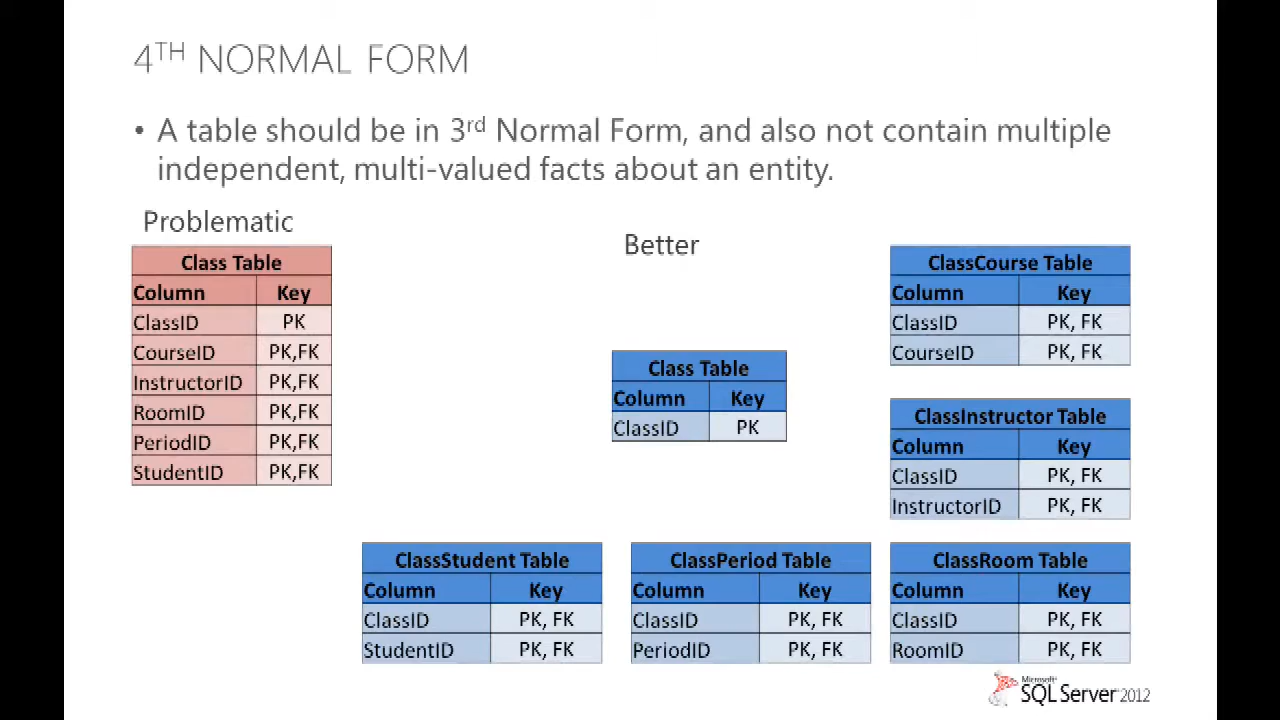 4TH NORMAL FORM
• A table should be in 3rd Normal Form, and also not contain multiple
independent, multi-valued facts about an entity.
Problematic
Class Table
Column Key
ClassID PK
CourseID PK,FK
InstructorID PK,FK
RoomID PK,FK
PeriodID PK,FK
StudentID PK,FK
Better
Class Table
Column Key
ClassID PK
ClassCourse Table
Column Key
ClassID PK, FK
CourseID PK, FK
ClassInstructor Table
Column Key
ClassID PK, FK
InstructorID PK, FK
ClassStudent Table
Column Key
ClassID PK, FK
StudentID PK, FK
ClassPeriod Table
Column Key
ClassID PK, FK
PeriodID PK, FK
ClassRoom Table
Column Key
ClassID PK, FK
RoomID PK, FK
Microsoft
SQL Server 2012